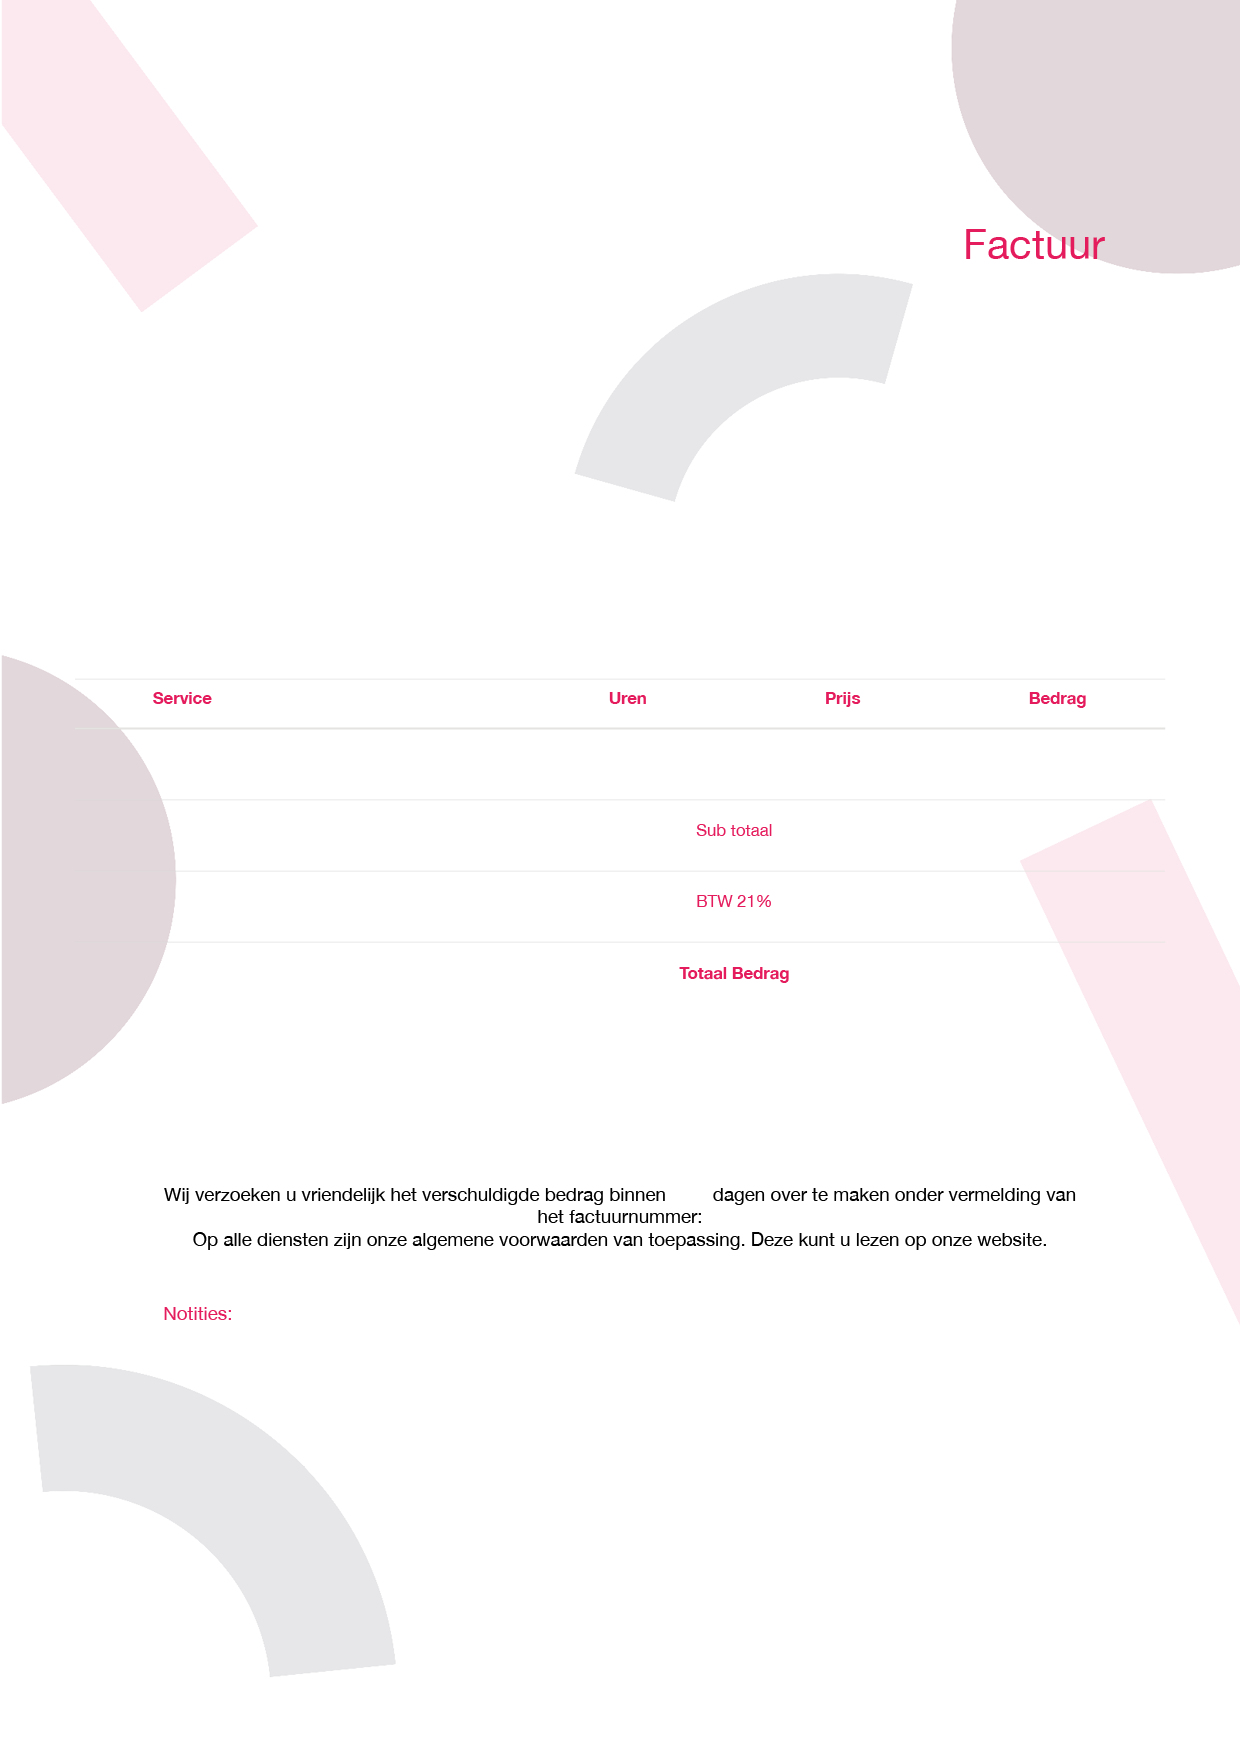 Factuur
Service Uren Prijs Bedrag
Sub totaal
BTW 21%
Totaal Bedrag
Wij verzoeken u vriendelijk het verschuldigde bedrag binnen dagen over te maken onder vermelding van
het factuurnummer:
Op alle diensten zijn onze algemene voorwaarden van toepassing. Deze kunt u lezen op onze website.
Notities: